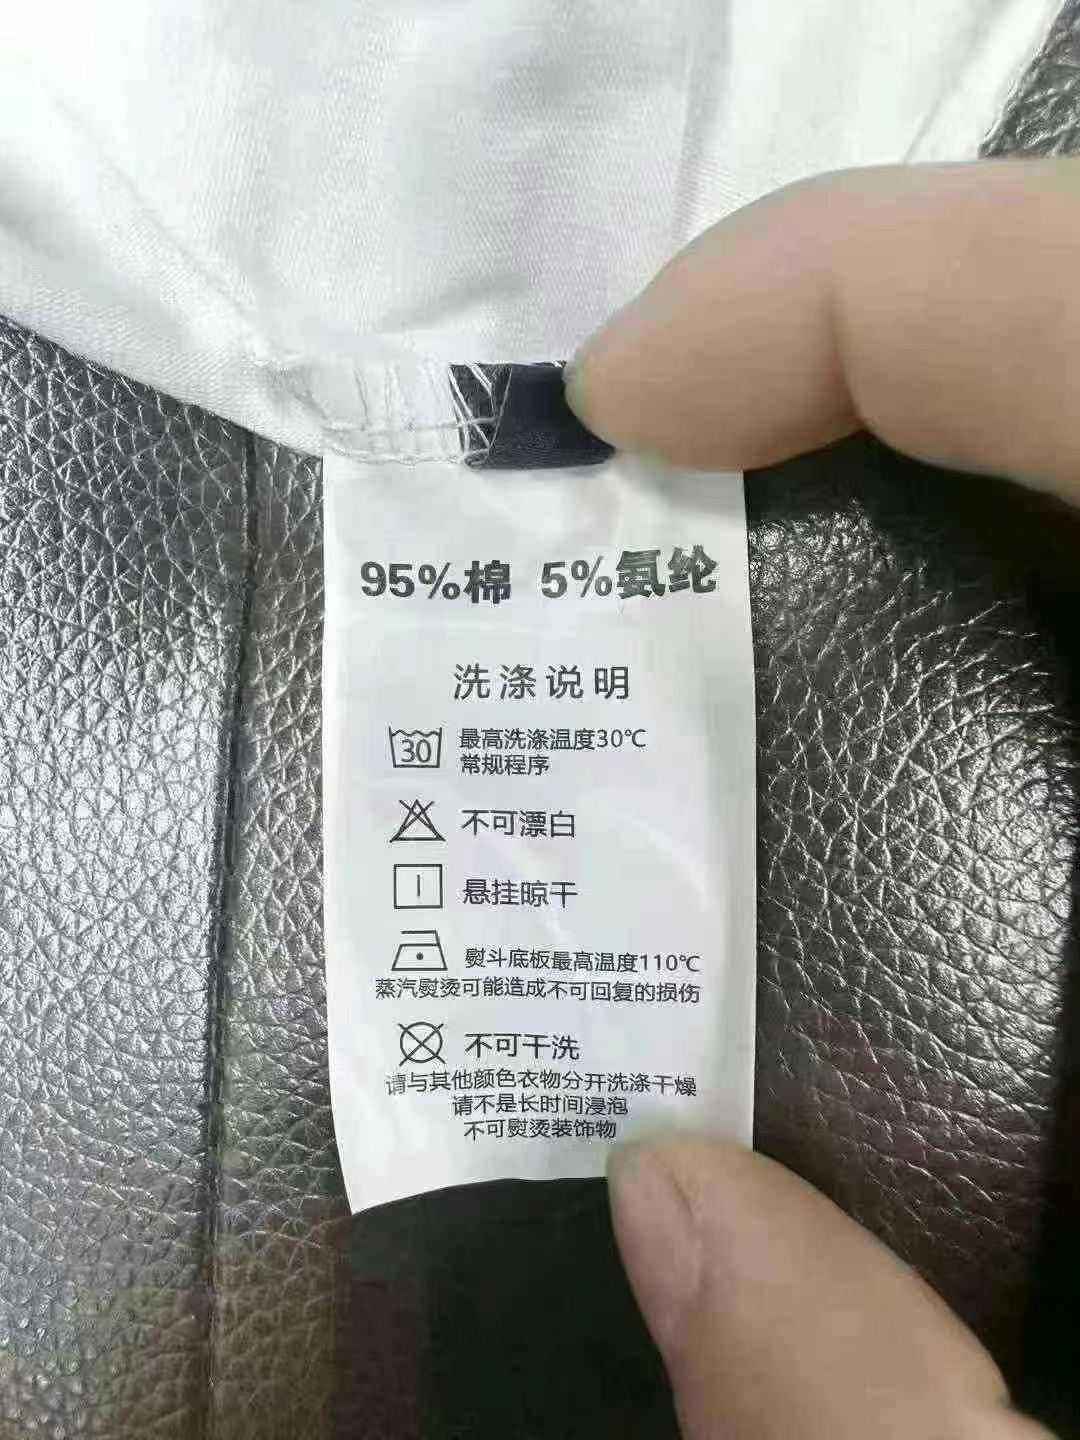 95%棉 5%氨纶
洗涤说明
30 最高洗涤温度30℃
常规程序
不可漂白
悬挂晾干
熨斗底板最高温度110℃
蒸汽熨烫可能造成不可回复的损伤
不可干洗
请与其他颜色衣物分开洗涤干燥
请不是长时间浸泡
不可熨烫装饰物